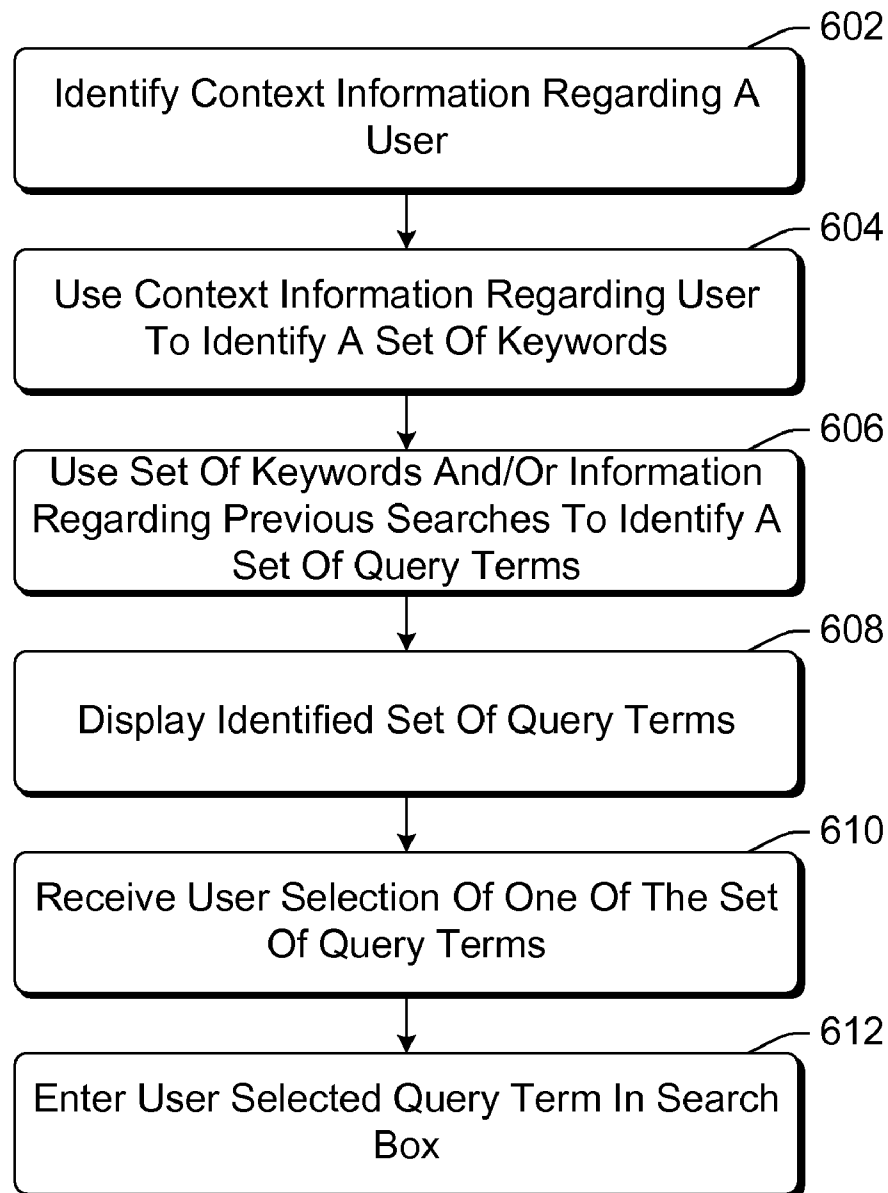 602
Identify Context Information Regarding A
User
604
Use Context Information Regarding User
To Identify A Set Of Keywords
606
Use Set Of Keywords And/Or Information
Regarding Previous Searches To Identify A
Set Of Query Terms
608
Display Identified Set Of Query Terms
610
Receive User Selection Of One Of The Set
Of Query Terms
612
Enter User Selected Query Term In Search
Box